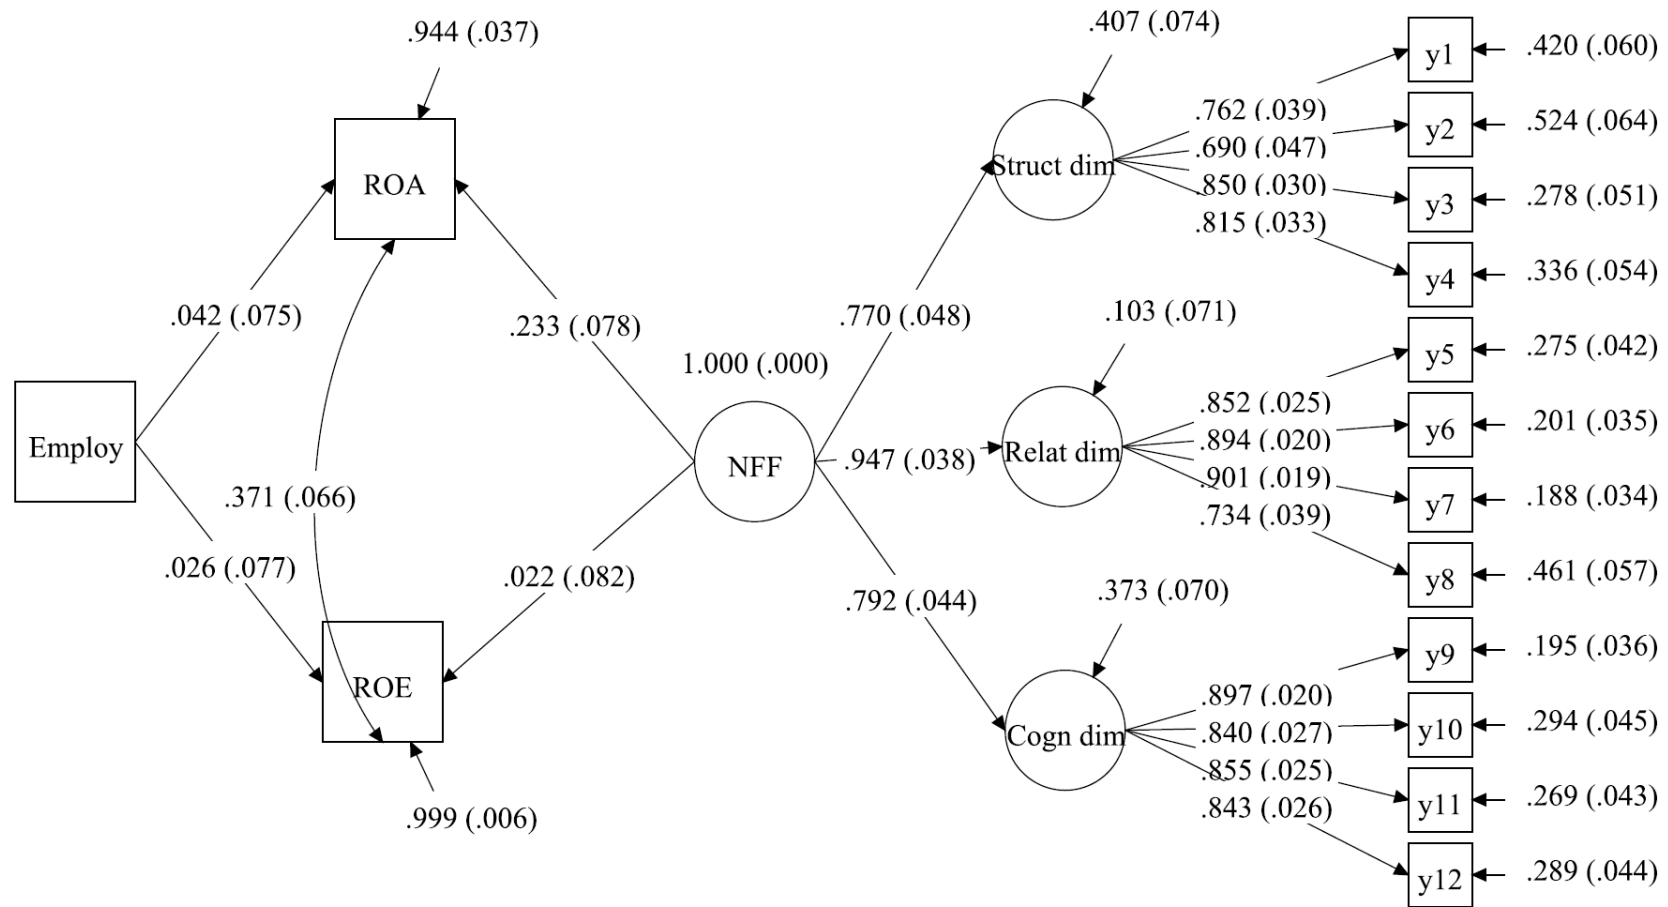 .944 (.037)
ROA
.042 (.075)
.233 (.078)
Employ
.371 (.066)
.026 (.077)
.022 (.082)
ROE
.999 (.006)
1.000 (.000)
NFF
.770 (.048)
.947 (.038)
.792 (.044)
.407 (.074)
Struct dim
.762 (.039)
.690 (.047)
.850 (.030)
.815 (.033)
.103 (.071)
Relat dim
.852 (.025)
.894 (.020)
.901 (.019)
.734 (.039)
.373 (.070)
Cogn dim
.897 (.020)
.840 (.027)
.855 (.025)
.843 (.026)
y1 .420 (.060)
y2 .524 (.064)
y3 .278 (.051)
y4 .336 (.054)
y5 .275 (.042)
y6 .201 (.035)
y7 .188 (.034)
y8 .461 (.057)
y9 .195 (.036)
y10 .294 (.045)
y11 .269 (.043)
y12 .289 (.044)